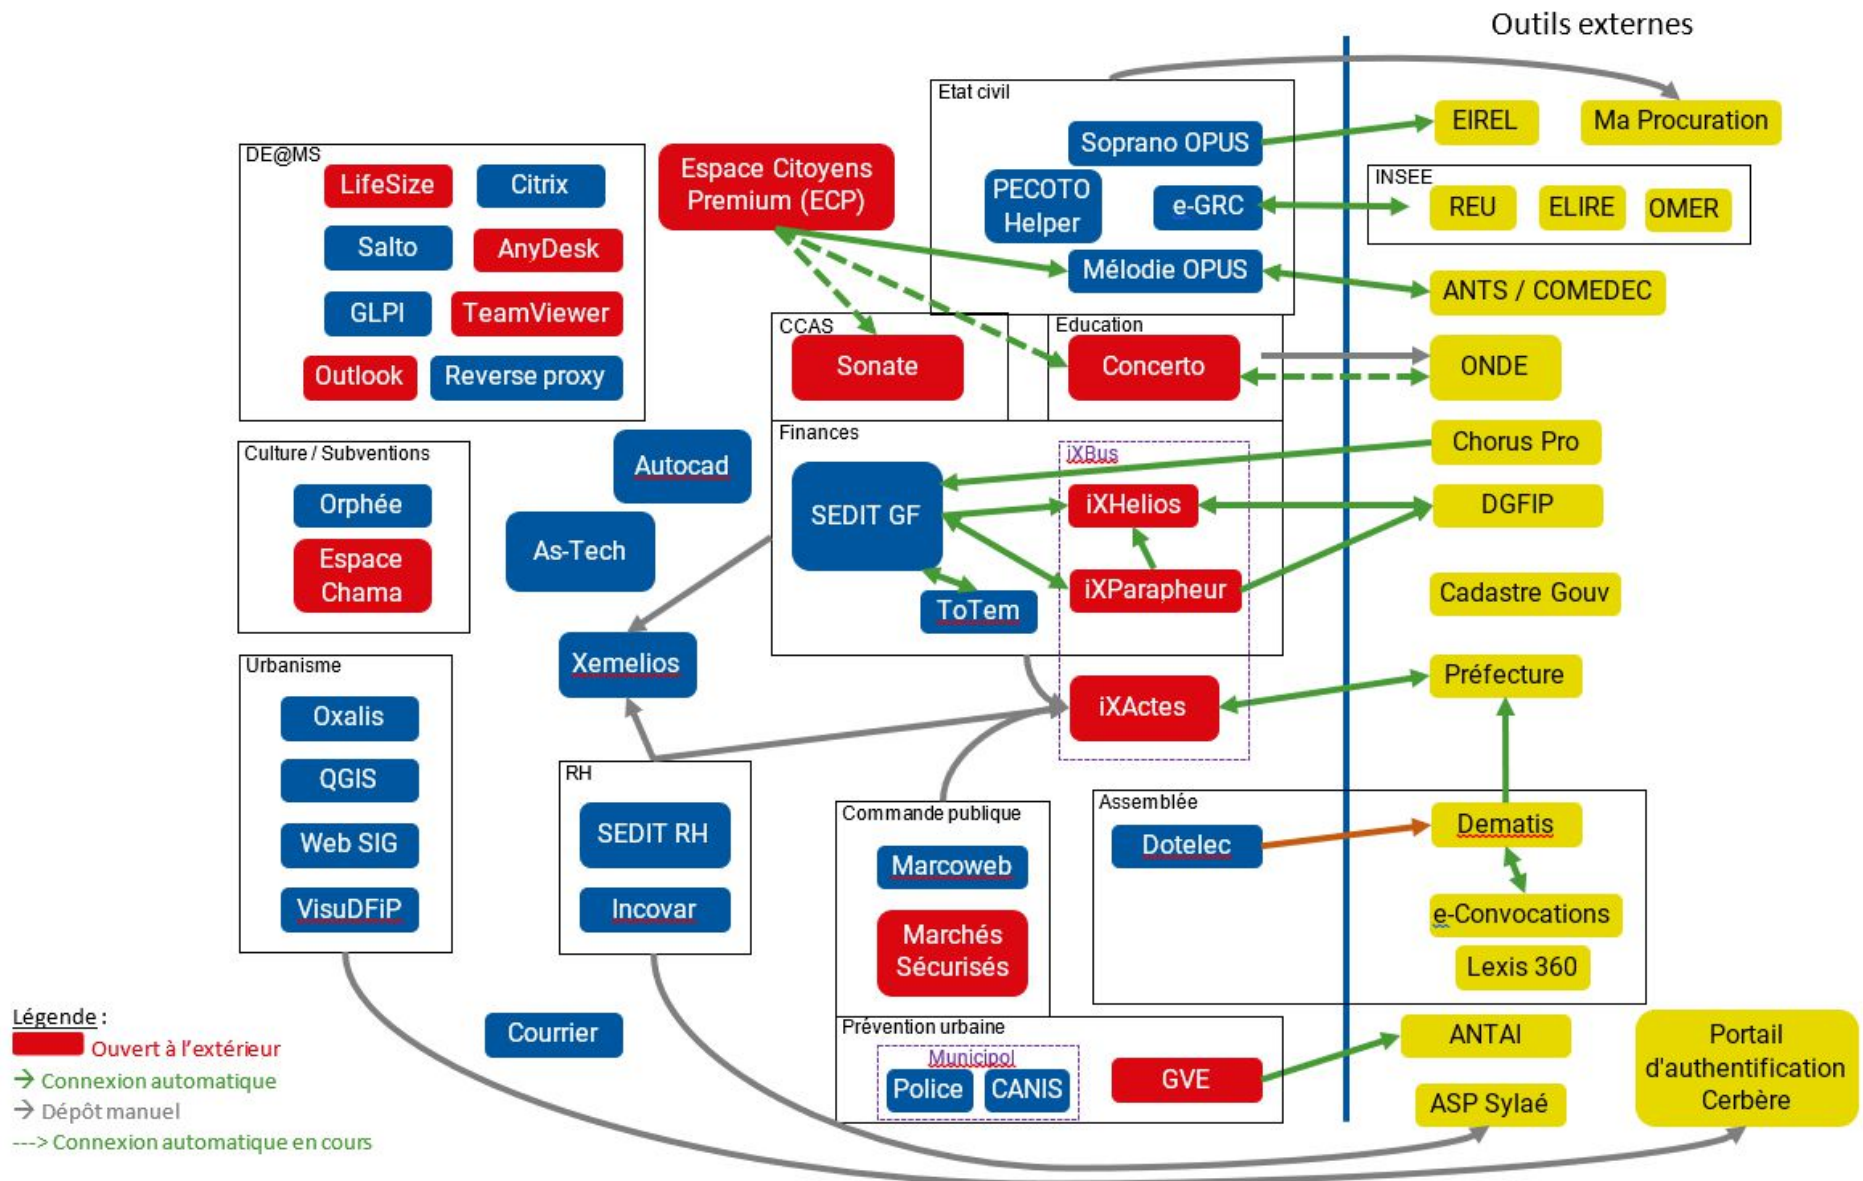 Outils externes
Etat civil
Soprano OPUS
PECOTO
Helper
e-GRC
Mélodie OPUS
EIREL
Ma Procuration
INSEE
REU
ELIRE
OMER
ANTS / COMEDEC
DE@MS
LifeSize
Citrix
Salto
AnyDesk
GLPI
TeamViewer
Outlook
Reverse proxy
Espace Citoyens
Premium (ECP)
CCAS
Sonate
Education
Concerto
ONDE
Culture / Subventions
Orphée
Espace
Chama
Autocad
As-Tech
Xemelios
Finances
SEDIT GF
ToTem
iXBus
iXHelios
iXParapheur
iXActes
Chorus Pro
DGFIP
Cadastre Gouv
Préfecture
Urbanisme
Oxalis
QGIS
Web SIG
VisuDFiP
RH
SEDIT RH
Incovar
Commande publique
Marcoweb
Marchés
Sécurisés
Assemblée
Dotelec
Dematis
e-Convocations
Lexis 360
Courrier
Prévention urbaine
Municipol
Police
CANIS
GVE
ANTAI
ASP Sylaé
Portail
d'authentification
Cerbère
Légende :
Ouvert à l'extérieur
→ Connexion automatique
→ Dépôt manuel
---> Connexion automatique en cours